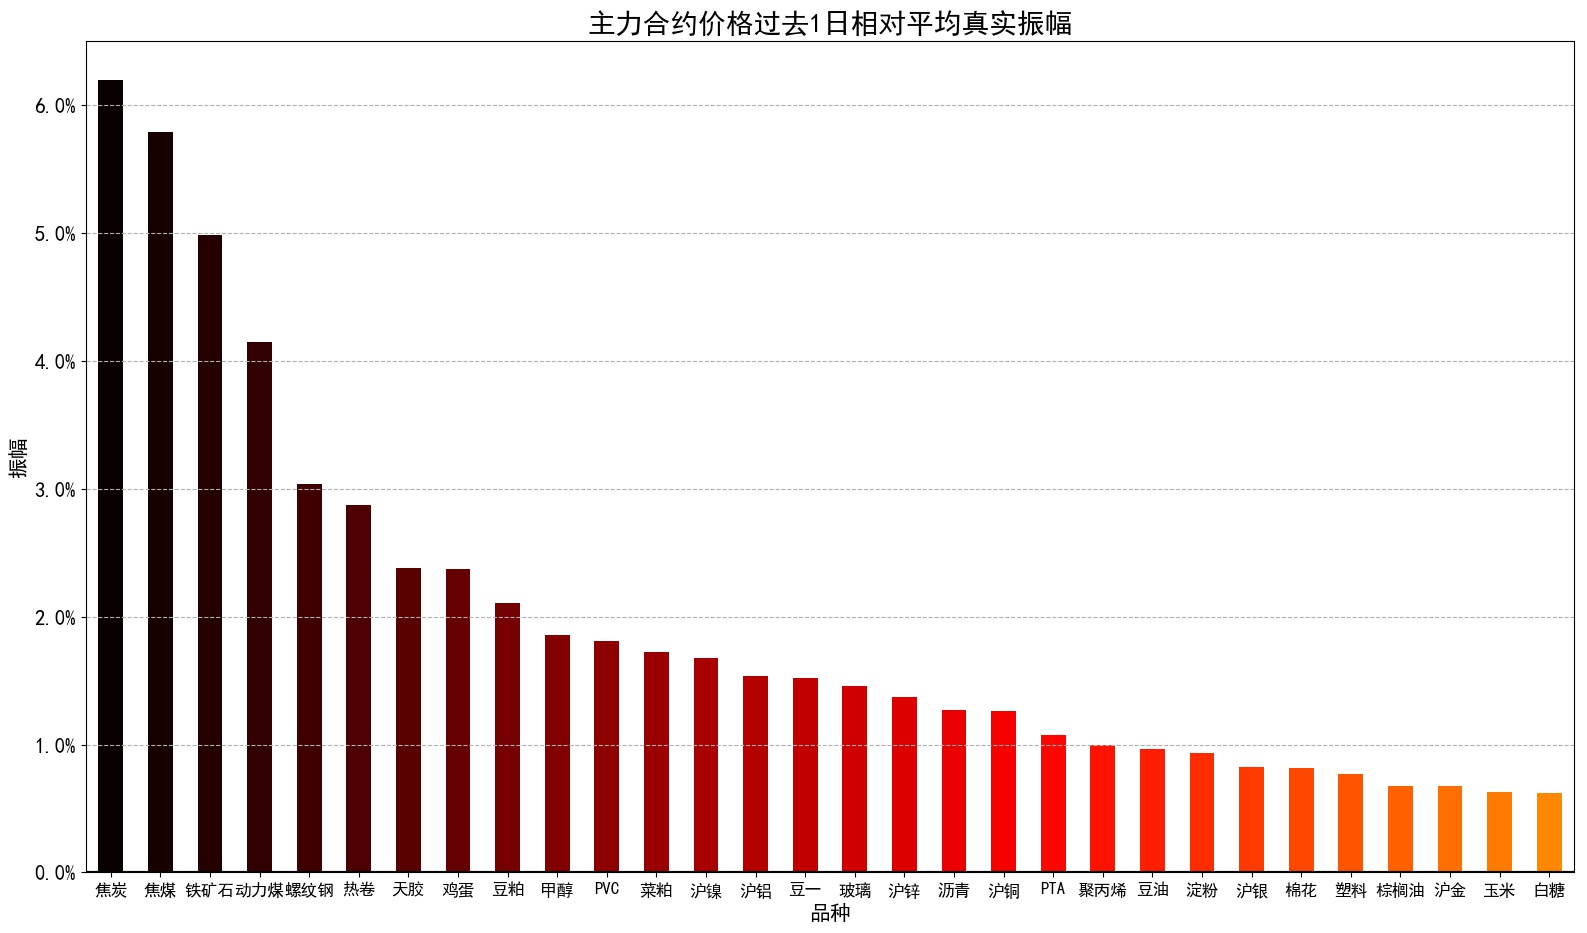 主力合约价格过去1日相对平均真实振幅
振幅
6.0%
5.0%
4.0%
3.0%
2.0%
1.0%
0.0%
焦炭 焦煤 铁矿石 动力煤 螺纹钢 热卷 天胶 鸡蛋 豆粕 甲醇 PVC 菜粕 沪镍 沪铝 豆一 玻璃 沪锌 沥青 沪铜 PTA 聚丙烯 豆油 淀粉 沪银 棉花 塑料 棕榈油 沪金 玉米 白糖
品种